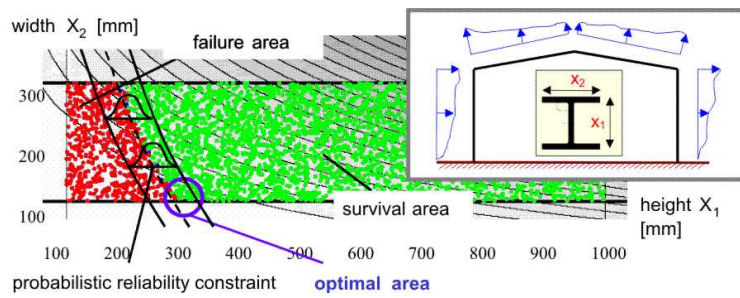 width X2 [mm]
failure area
300
200
100
X2
X1
survival area
height X1
[mm]
100 200 300 400 500 600 700 800 900 1000
probabilistic reliability constraint optimal area